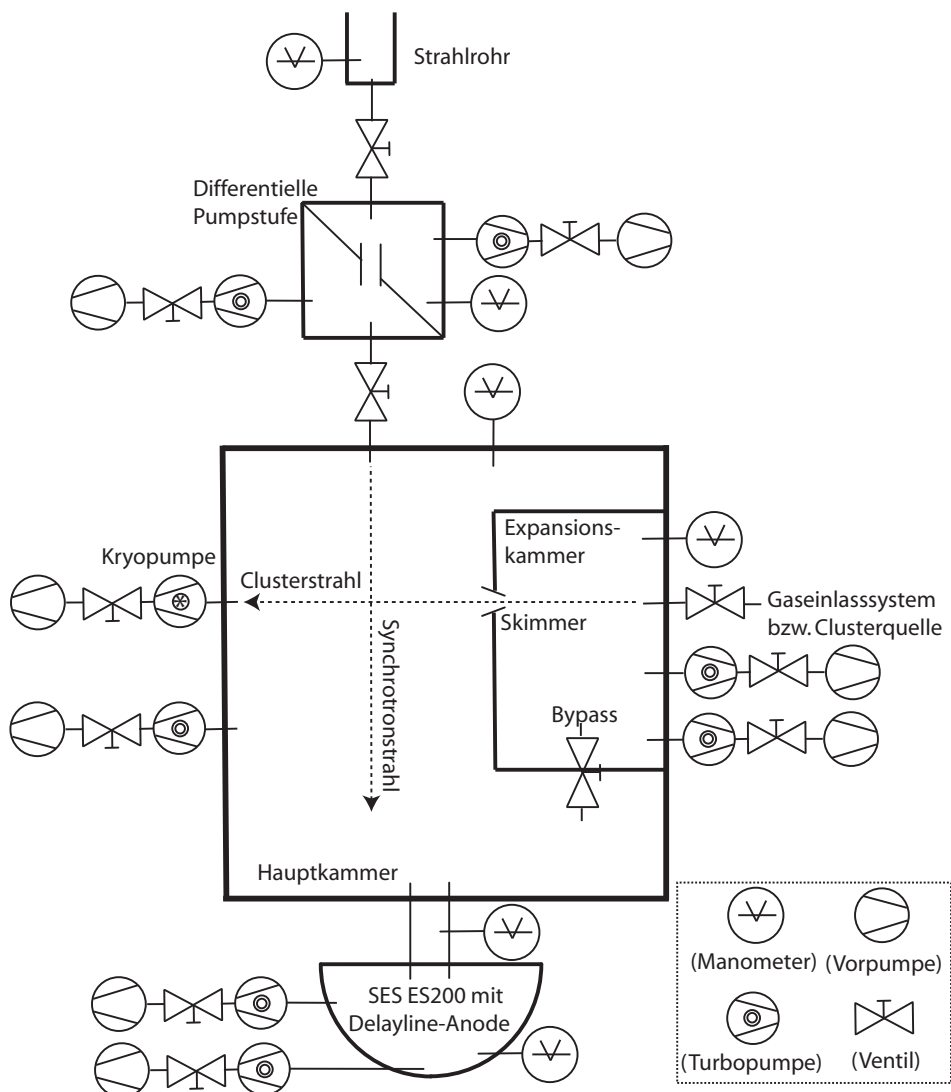 Strahlrohr
Differentielle
Pumpstufe
Expansions-
kammer
Kryopumpe
Clusterstrahl
Skimmer
Gaseinlasssystem
bzw. Clusterquelle
Synchrotronstrahl
Bypass
Hauptkammer
SES ES200 mit
Delayline-Anode
(Manometer) (Vorpumpe)
(Turbopumpe) (Ventil)